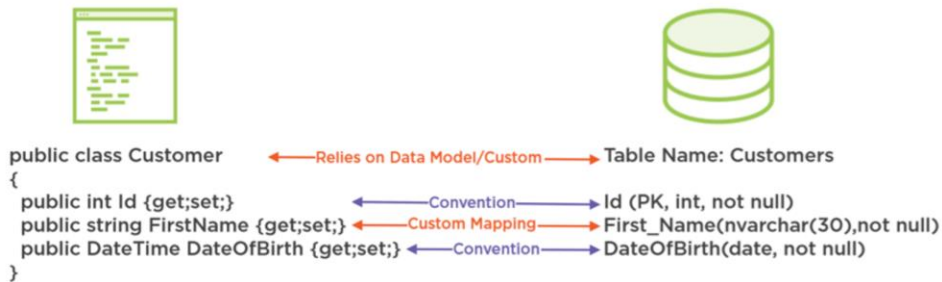 public class Customer Relies on Data Model/Custom Table Name: Customers
{
public int Id {get;set;} Convention Id (PK, int, not null)
public string FirstName {get;set;} Custom Mapping First_Name(nvarchar(30),not null)
public DateTime DateOfBirth {get;set;} Convention DateOfBirth(date, not null)
}